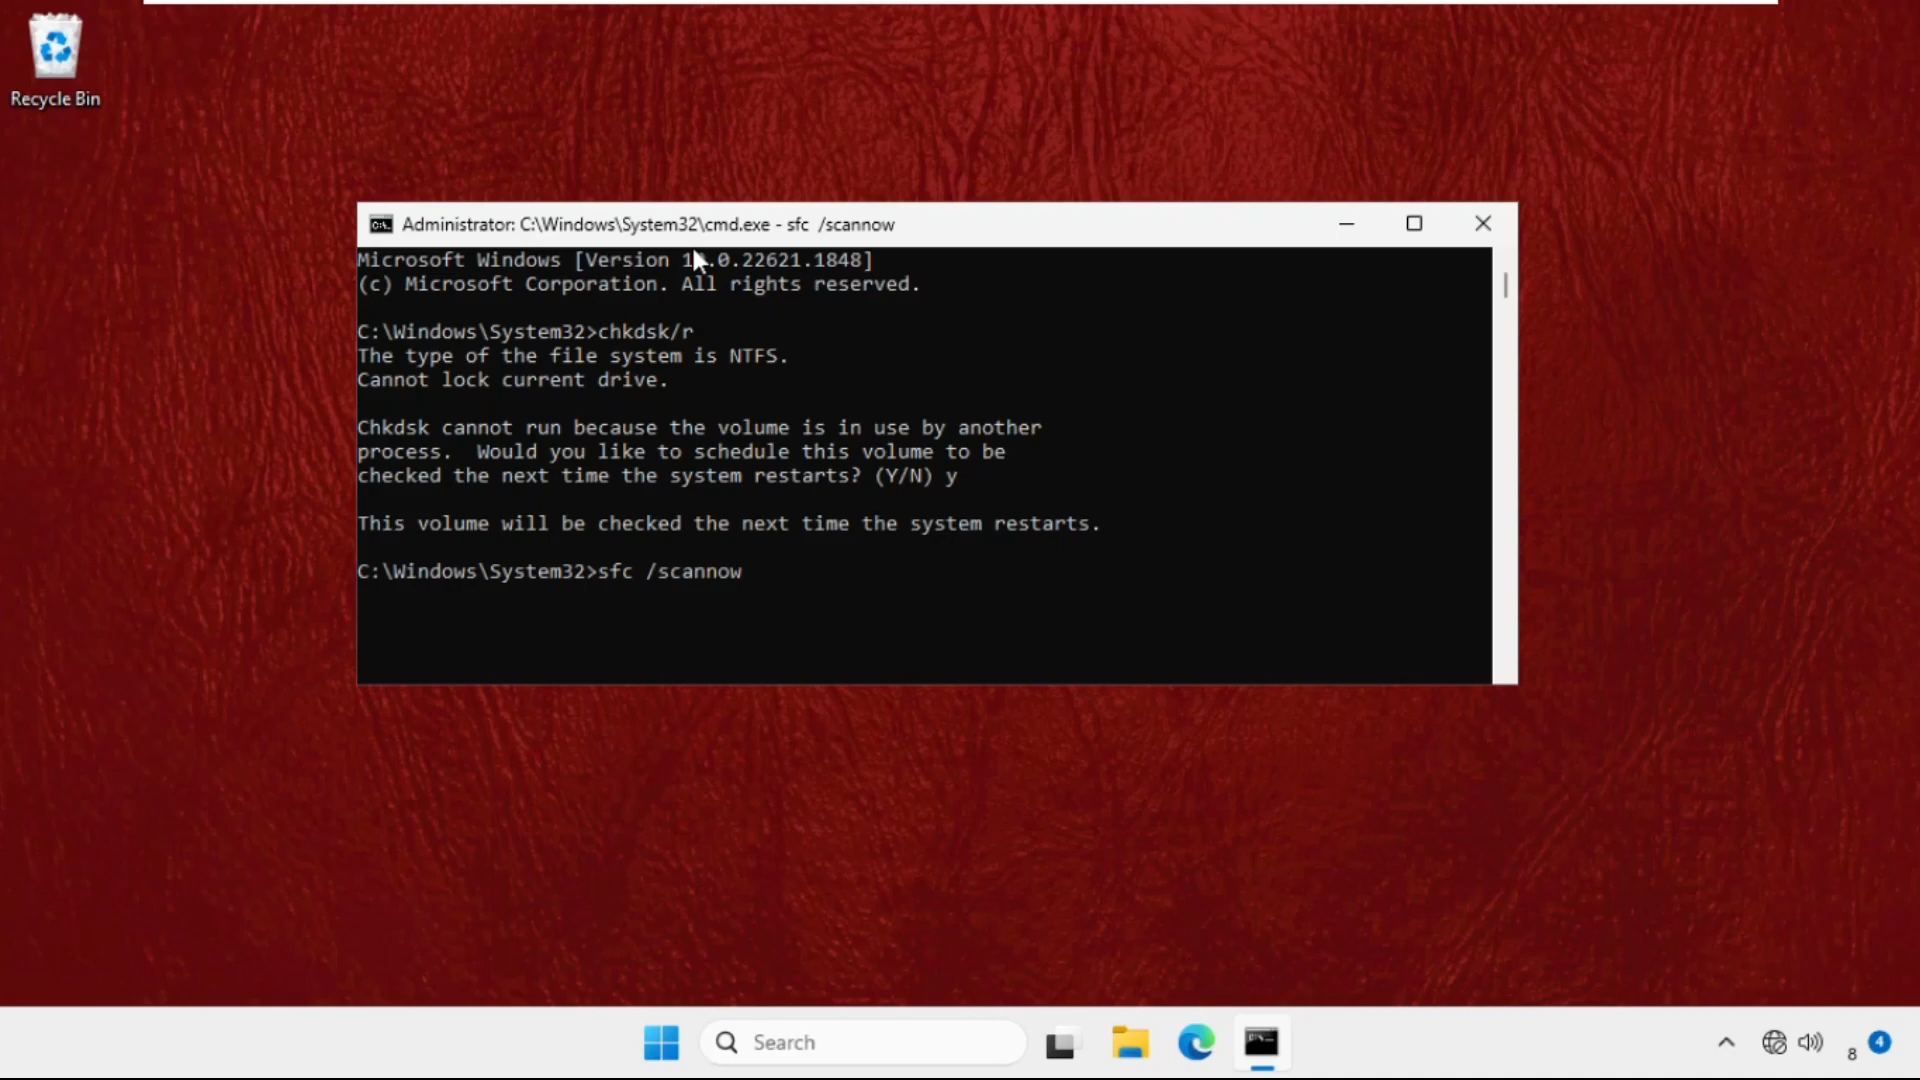 Recycle Bin
Administrator: C:\Windows\System32\cmd.exe - sfc  /scannow
Microsoft Windows [Version 10.0.22621.1848]
(c) Microsoft Corporation. All rights reserved.
C:\Windows\System32>chkdsk/r
The type of the file system is NTFS.
Cannot lock current drive.
Chkdsk cannot run because the volume is in use by another
process.  Would you like to schedule this volume to be
checked the next time the system restarts? (Y/N) y
This volume will be checked the next time the system restarts.
C:\Windows\System32>sfc /scannow
Search
8
4